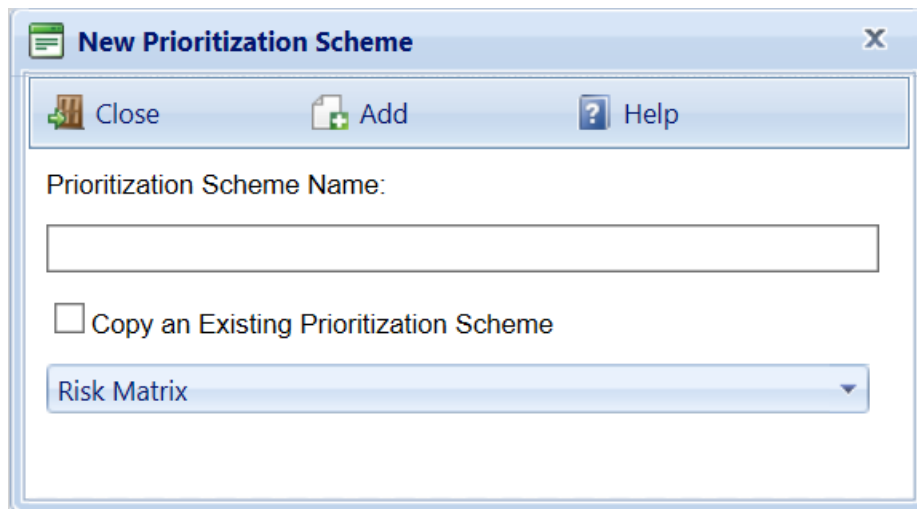 New Prioritization Scheme
Close Add Help
Prioritization Scheme Name:
Copy an Existing Prioritization Scheme
Risk Matrix